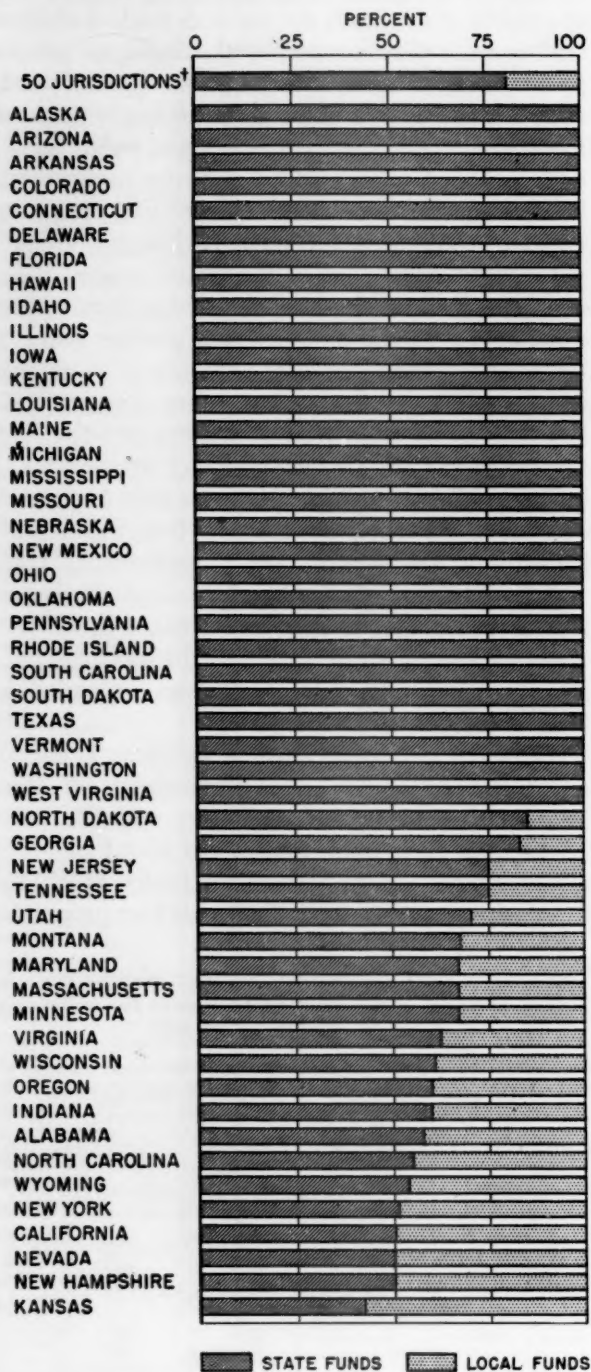 PERCENT
0 25 50 75 100
50 JURISDICTIONS†
ALASKA
ARIZONA
ARKANSAS
COLORADO
CONNECTICUT
DELAWARE
FLORIDA
HAWAII
IDAHO
ILLINOIS
IOWA
KENTUCKY
LOUISIANA
MAINE
MICHIGAN
MISSISSIPPI
MISSOURI
NEBRASKA
NEW MEXICO
OHIO
OKLAHOMA
PENNSYLVANIA
RHODE ISLAND
SOUTH CAROLINA
SOUTH DAKOTA
TEXAS
VERMONT
WASHINGTON
WEST VIRGINIA
NORTH DAKOTA
GEORGIA
NEW JERSEY
TENNESSEE
UTAH
MONTANA
MARYLAND
MASSACHUSETTS
MINNESOTA
VIRGINIA
WISCONSIN
OREGON
INDIANA
ALABAMA
NORTH CAROLINA
WYOMING
NEW YORK
CALIFORNIA
NEVADA
NEW HAMPSHIRE
KANSAS
STATE FUNDS LOCAL FUNDS